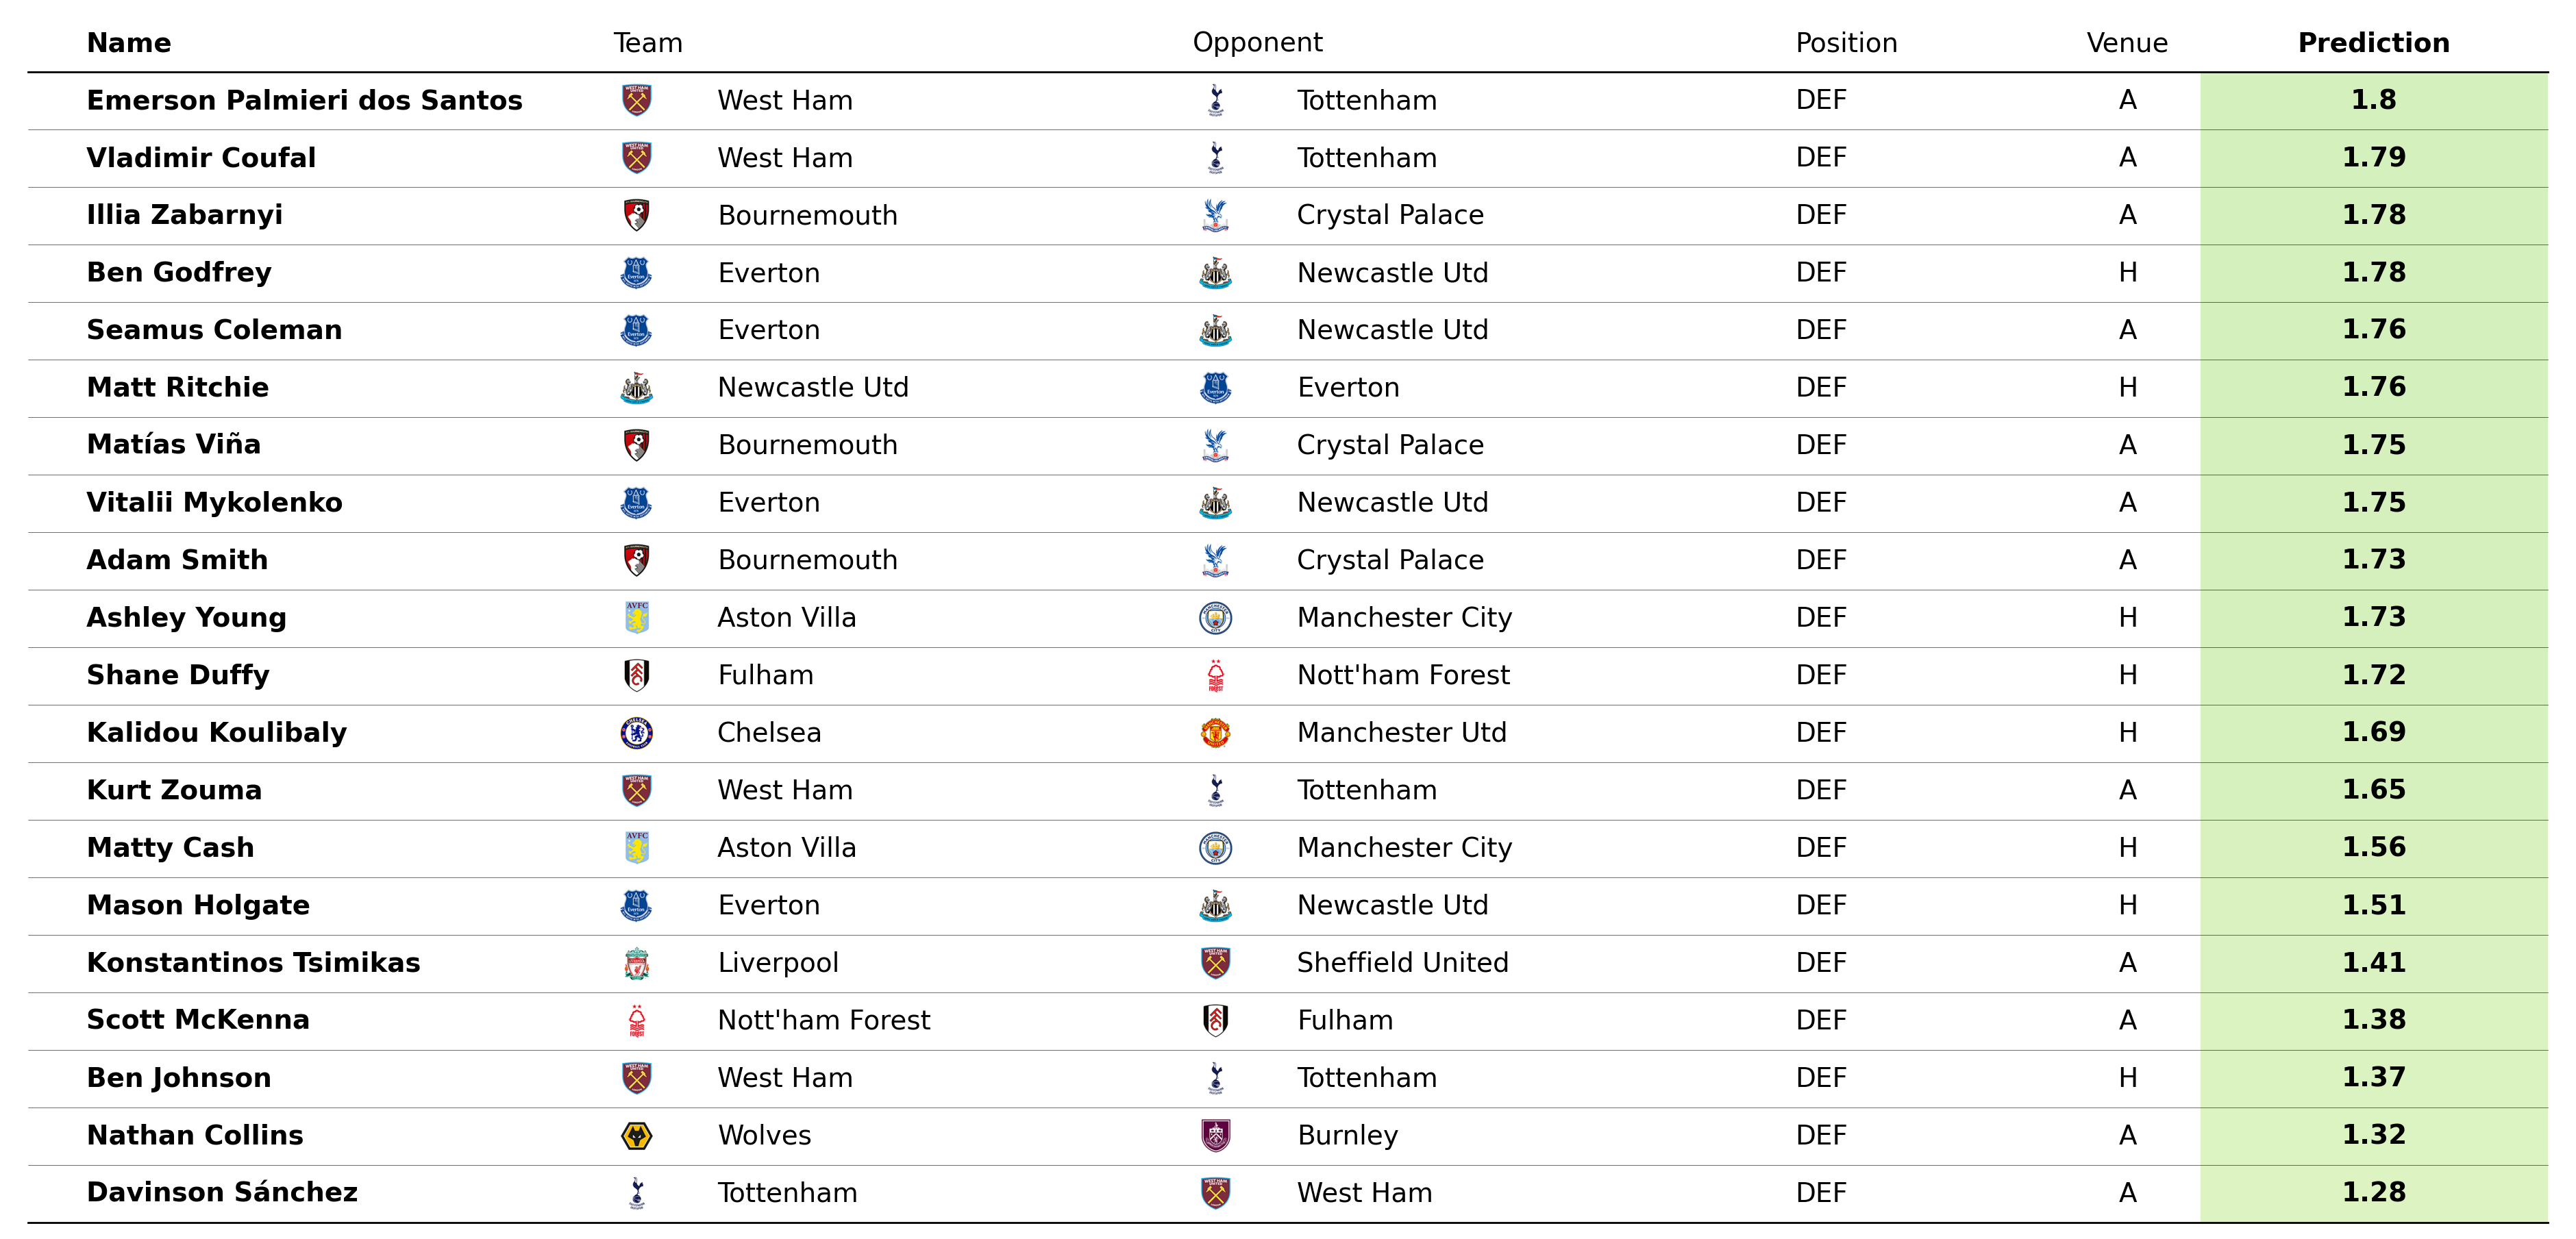 Name Team Opponent Position Venue Prediction
Emerson Palmieri dos Santos West Ham Tottenham DEF A 1.8
Vladimir Coufal West Ham Tottenham DEF A 1.79
Illia Zabarnyi Bournemouth Crystal Palace DEF A 1.78
Ben Godfrey Everton Newcastle Utd DEF H 1.78
Seamus Coleman Everton Newcastle Utd DEF A 1.76
Matt Ritchie Newcastle Utd Everton DEF H 1.76
Matías Viña Bournemouth Crystal Palace DEF A 1.75
Vitalii Mykolenko Everton Newcastle Utd DEF A 1.75
Adam Smith Bournemouth Crystal Palace DEF A 1.73
Ashley Young Aston Villa Manchester City DEF H 1.73
Shane Duffy Fulham Nott'ham Forest DEF H 1.72
Kalidou Koulibaly Chelsea Manchester Utd DEF H 1.69
Kurt Zouma West Ham Tottenham DEF A 1.65
Matty Cash Aston Villa Manchester City DEF H 1.56
Mason Holgate Everton Newcastle Utd DEF H 1.51
Konstantinos Tsimikas Liverpool Sheffield United DEF A 1.41
Scott McKenna Nott'ham Forest Fulham DEF A 1.38
Ben Johnson West Ham Tottenham DEF H 1.37
Nathan Collins Wolves Burnley DEF A 1.32
Davinson Sánchez Tottenham West Ham DEF A 1.28